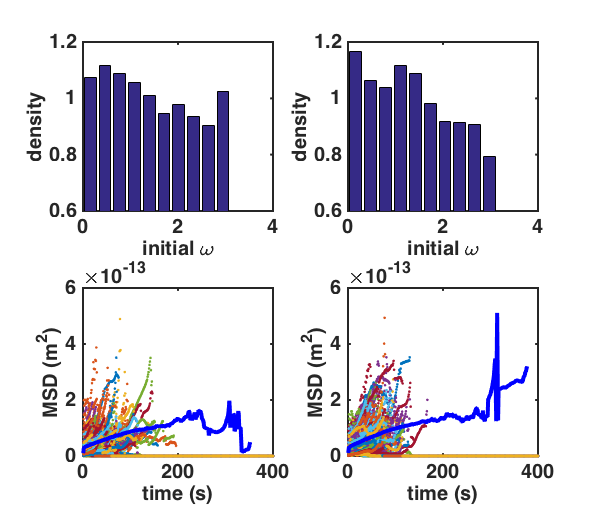 1.2
1
0.8
0.6
density
0 2 4
initial ω
1.2
1
0.8
0.6
density
0 2 4
initial ω
×10-13
6
4
2
0
MSD (m2)
0 200 400
time (s)
×10-13
6
4
2
0
MSD (m2)
0 200 400
time (s)